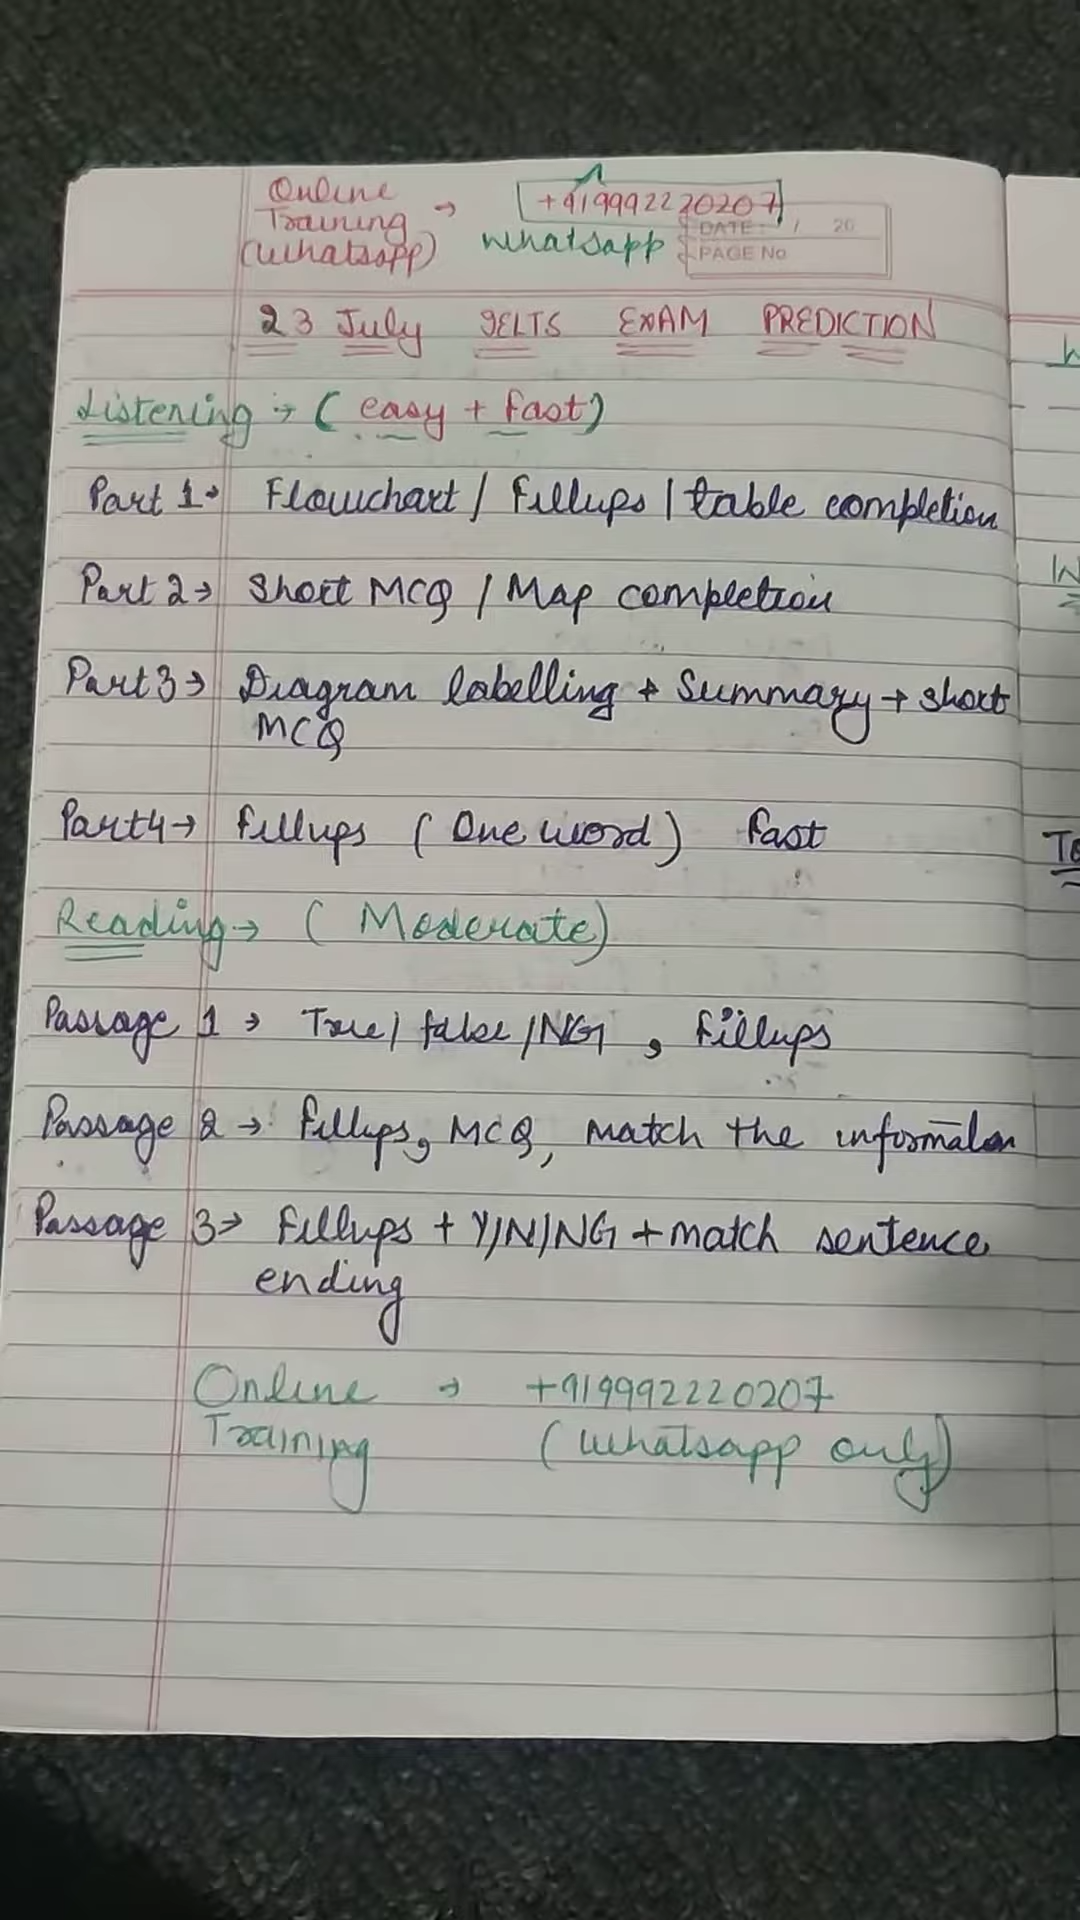 Online → +919992220207
Training whatsapp
(whatsapp)
DATE: / 20
PAGE No
23 July IELTS EXAM PREDICTION
Listening → (easy + fast)
Part 1 → Flowchart / Fillups / table completion
Part 2 → Short MCQ / Map completion
Part 3 → Diagram labelling + Summary + short
MCQ
Part 4 → Fillups (One word) Fast
Reading → (Moderate)
Passage 1 → True / false / NG , Fillups
Passage 2 → Fillups, MCQ, Match the information
Passage 3 → Fillups + Y/N/NG + match sentence
ending
Online → +919992220207
Training (whatsapp only)